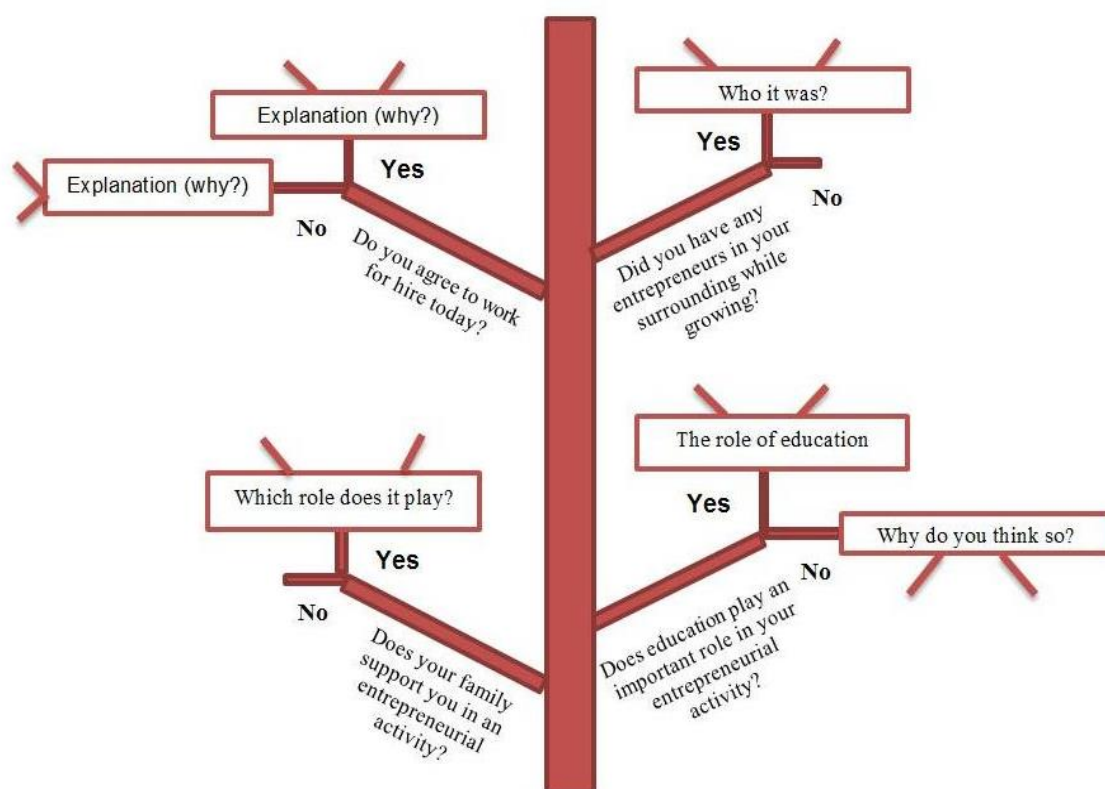 Explanation (why?)
Yes
Explanation (why?)
No
Do you agree to work
for hire today?
Who it was?
Yes
No
Did you have any
entrepreneurs in your
surrounding while
growing?
Which role does it play?
Yes
No
Does your family
support you in an
entrepreneurial
activity?
The role of education
Yes
Why do you think so?
No
Does education play an
important role in your
entrepreneurial
activity?